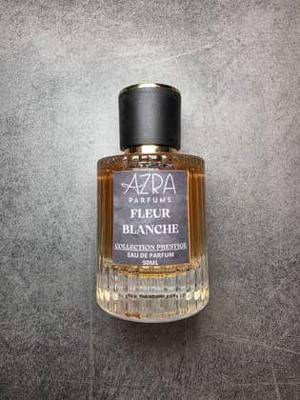 AZRA
PARFUMS
FLEUR
BLANCHE
COLLECTION PRESTIGE
EAU DE PARFUM
50ML